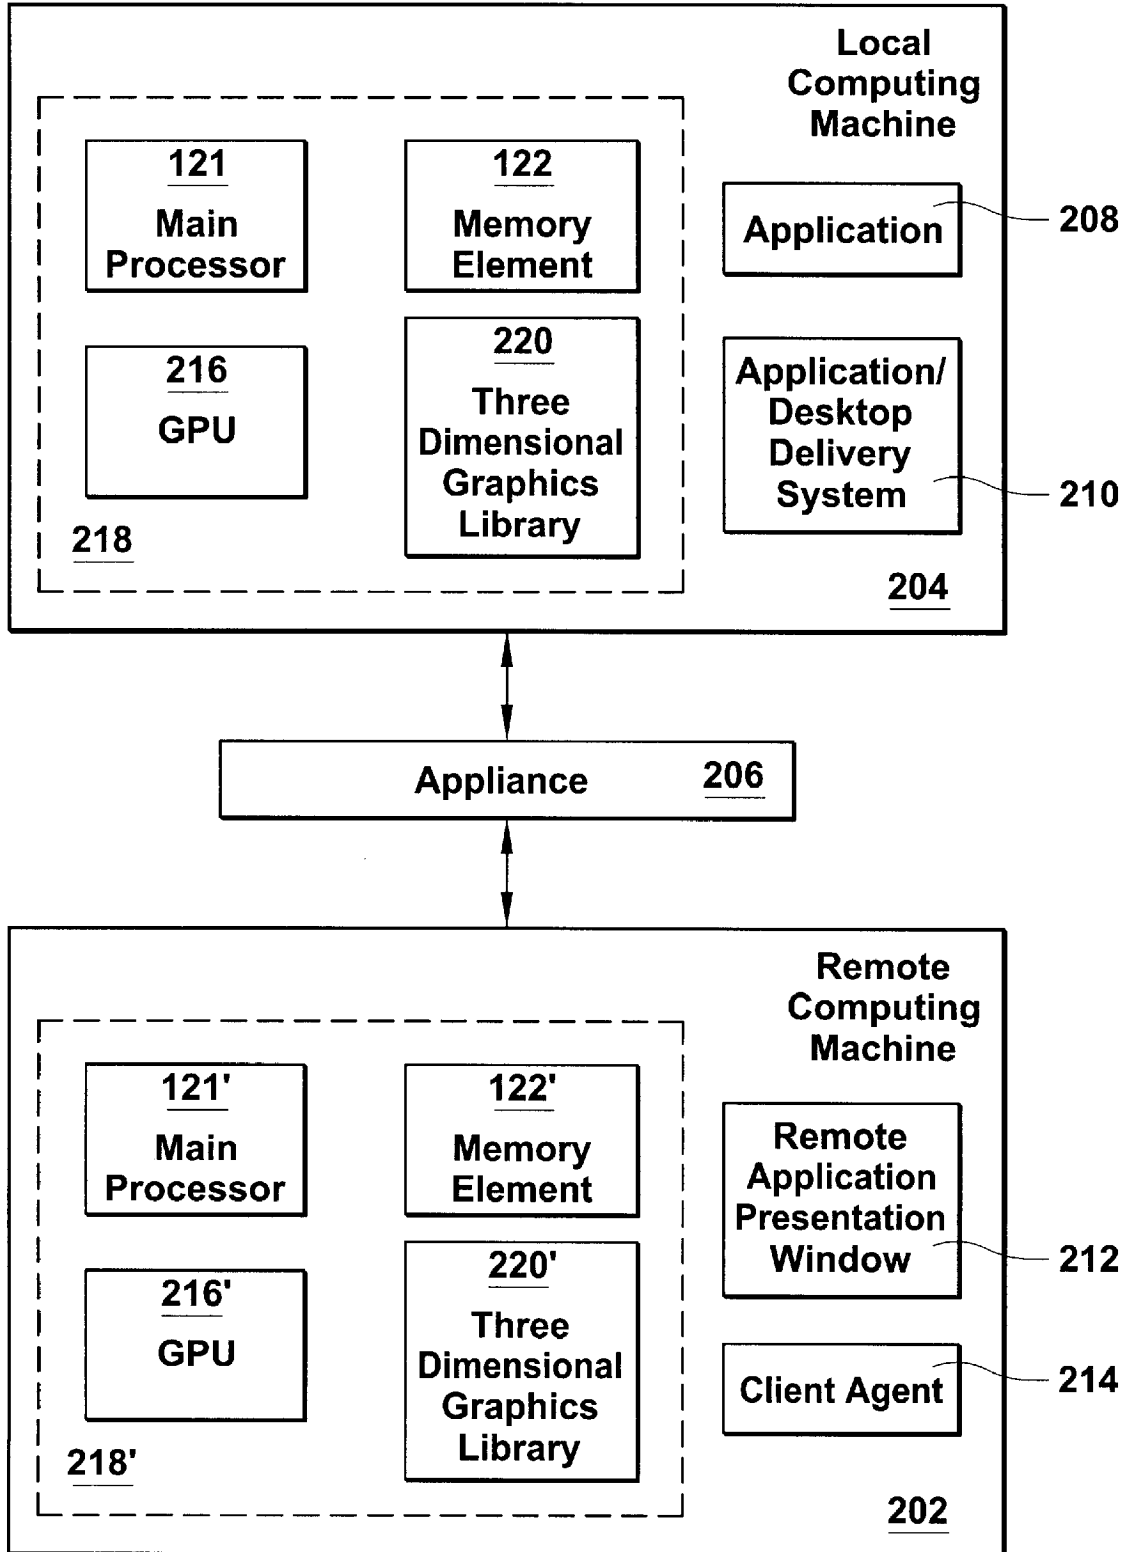 Local
Computing
Machine
121
Main
Processor
122
Memory
Element
Application
208
216
GPU
220
Three
Dimensional
Graphics
Library
Application/
Desktop
Delivery
System
210
218
204
Appliance
206
Remote
Computing
Machine
121'
Main
Processor
122'
Memory
Element
Remote
Application
Presentation
Window
212
216'
GPU
220'
Three
Dimensional
Graphics
Library
Client Agent
214
218'
202